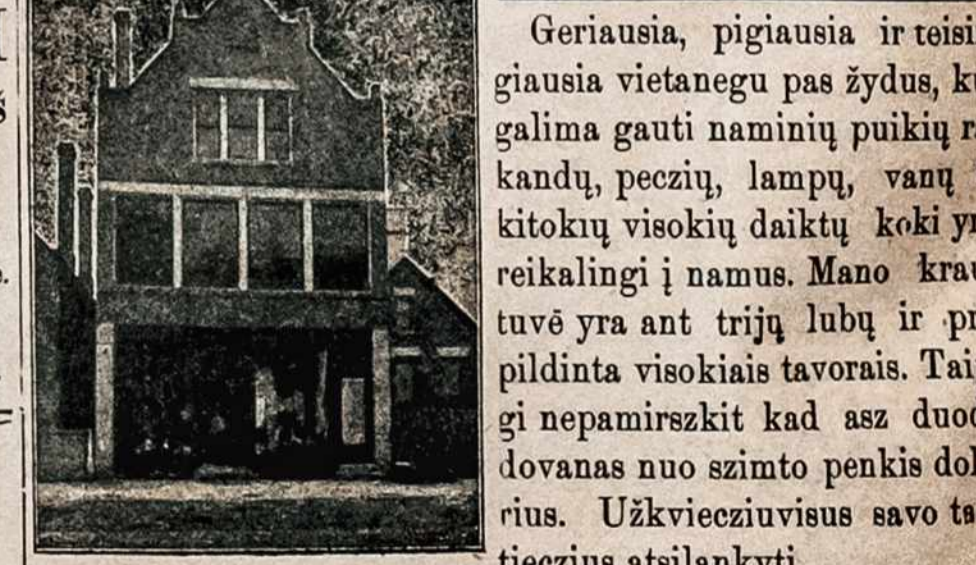 Geriausia, pigiausia ir teisi
giausia vietanegu pas žydus, k
galima gauti naminių puikių
kandų, peczių, lampų, vanų
kitokių visokių daiktų koki y
reikalingi į namus. Mano krau
tuvė yra ant trijų lubų ir pr
pildinta visokiais tavorais. Tai
gi nepamirszkit kad asz duod
dovanas nuo szimto penkis dol
rius. Užkviecziuvisus savo ta
tieczius atsilankyti